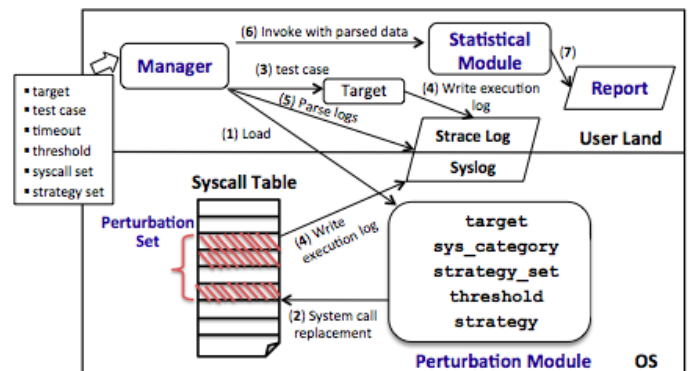 (6) Invoke with parsed data
Statistical
Module
(7)
Manager
(3) test case
Target
(4) Write execution
log
Report
▪ target
▪ test case
▪ timeout
▪ threshold
▪ syscall set
▪ strategy set
(5) Parse logs
(1) Load
Strace Log
User Land
Syslog
Syscall Table
Perturbation
Set
(4) Write
execution log
target
sys_category
strategy_set
threshold
strategy
(2) System call
replacement
Perturbation Module
OS